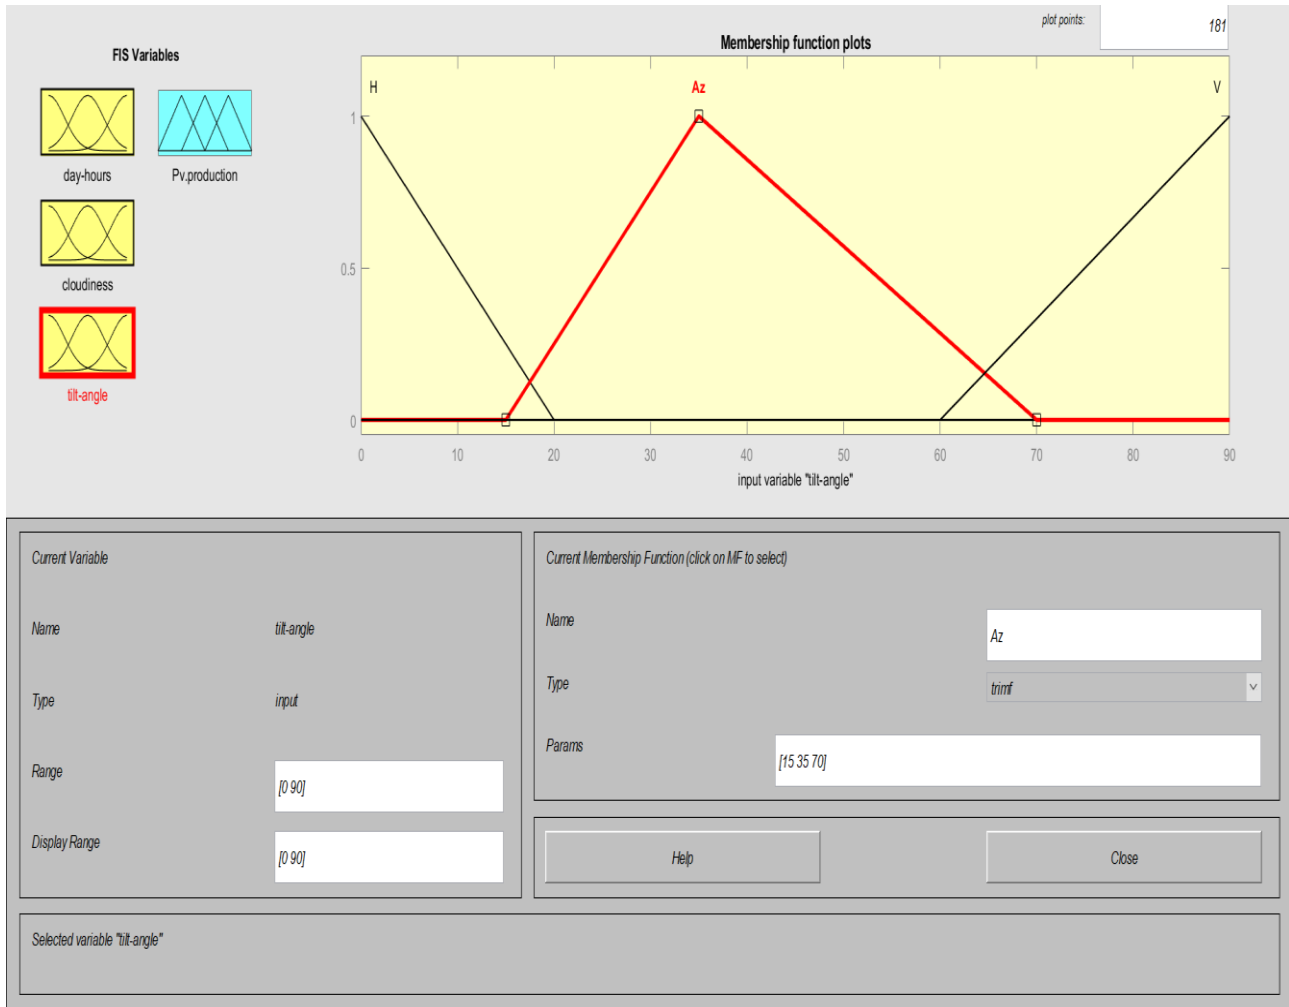 plot points: 181
FIS Variables
Membership function plots
H Az V
day-hours Pv.production
cloudiness
tilt-angle
1
0.5
0
0 10 20 30 40 50 60 70 80 90
input variable "tilt-angle"
Current Variable
Name tilt-angle
Type input
Range [0 90]
Display Range [0 90]
Current Membership Function (click on MF to select)
Name Az
Type trimf
Params [15 35 70]
Help Close
Selected variable "tilt-angle"